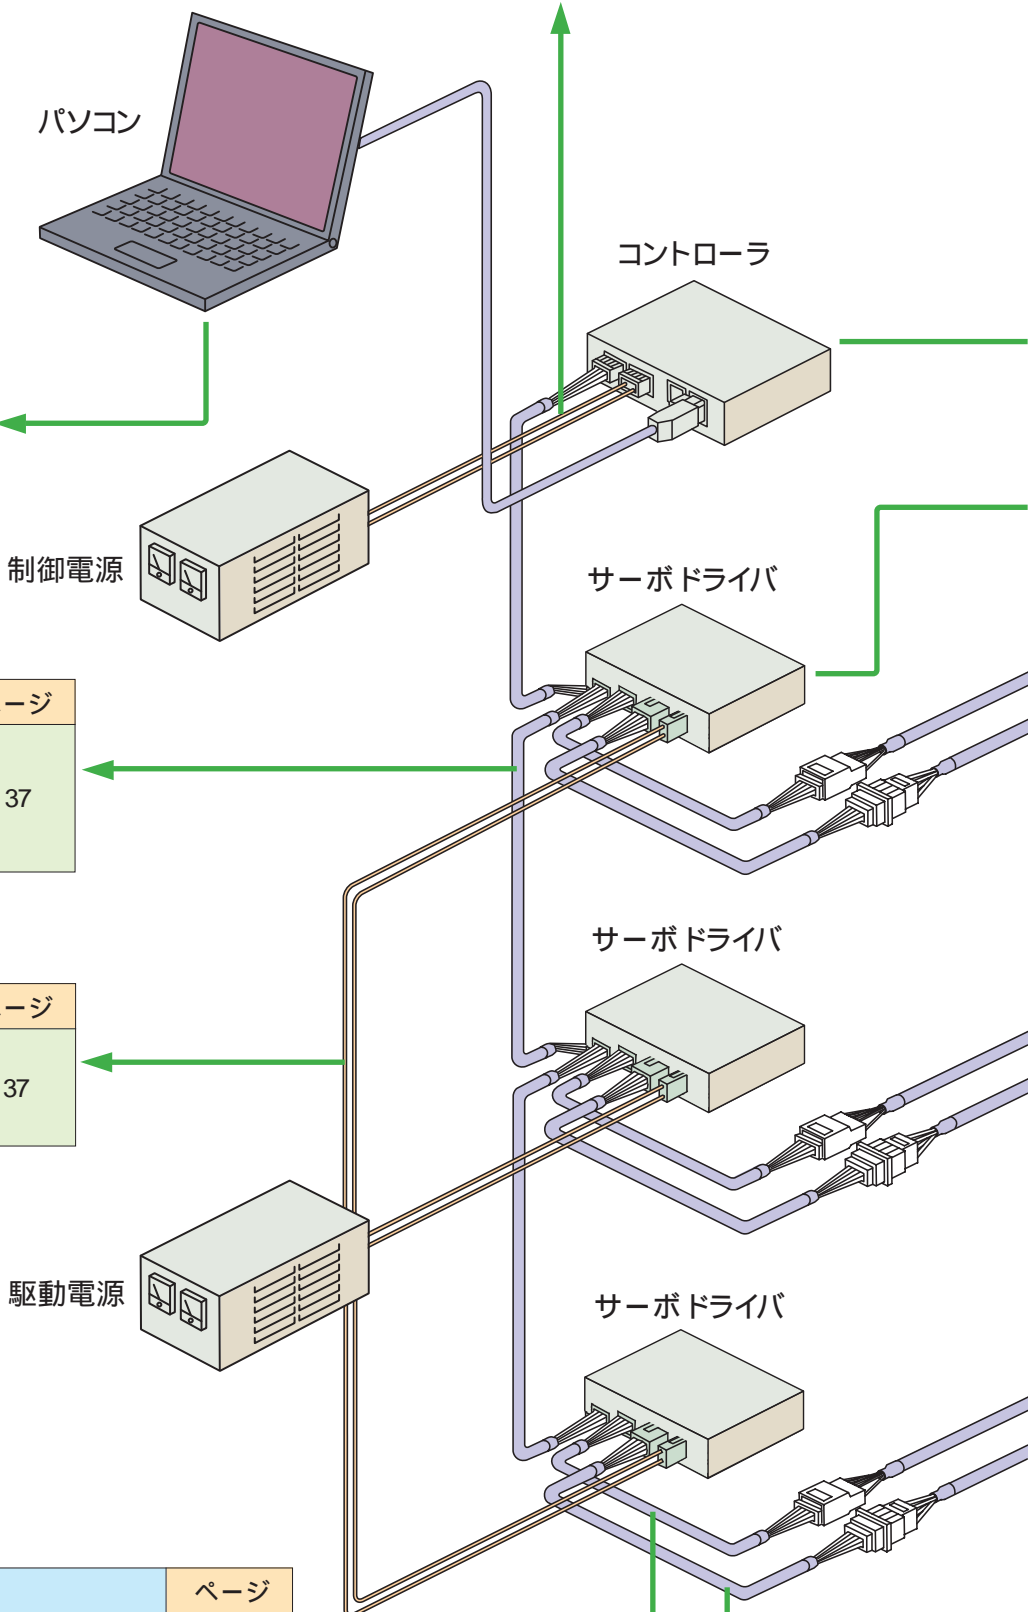 パソコン
コントローラ
制御電源
サーボドライバ
ージ
37
サーボドライバ
ージ
37
駆動電源
サーボドライバ
ページ